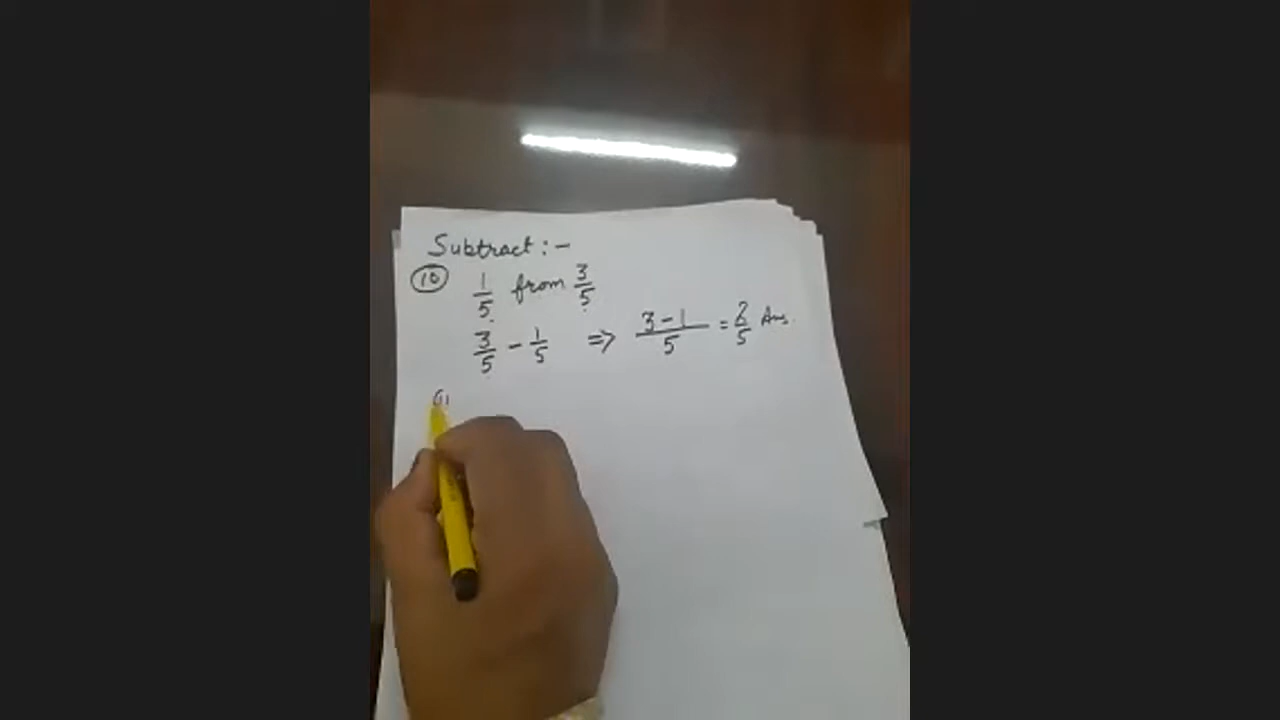 Subtract :-
(10) 1/5 from 3/5
3/5 - 1/5 => 3-1/5 = 2/5 Ans.